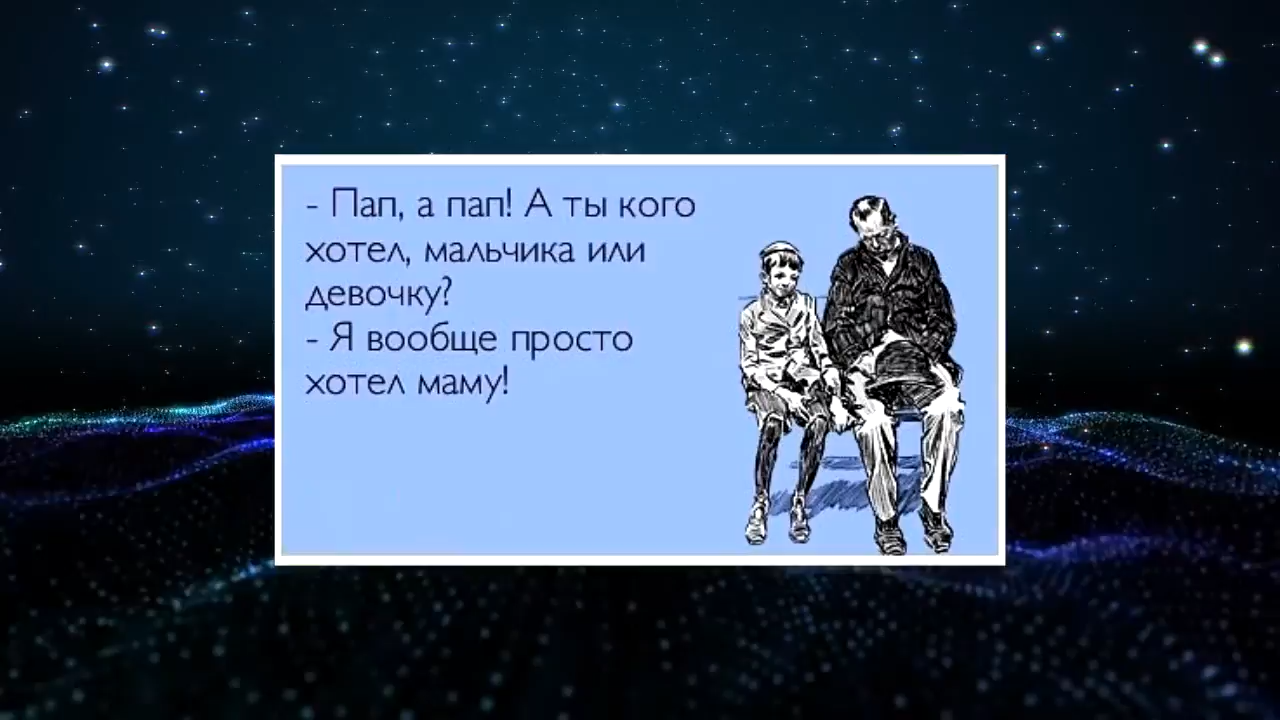 - Пап, а пап! А ты кого
хотел, мальчика или
девочку?
- Я вообще просто
хотел маму!